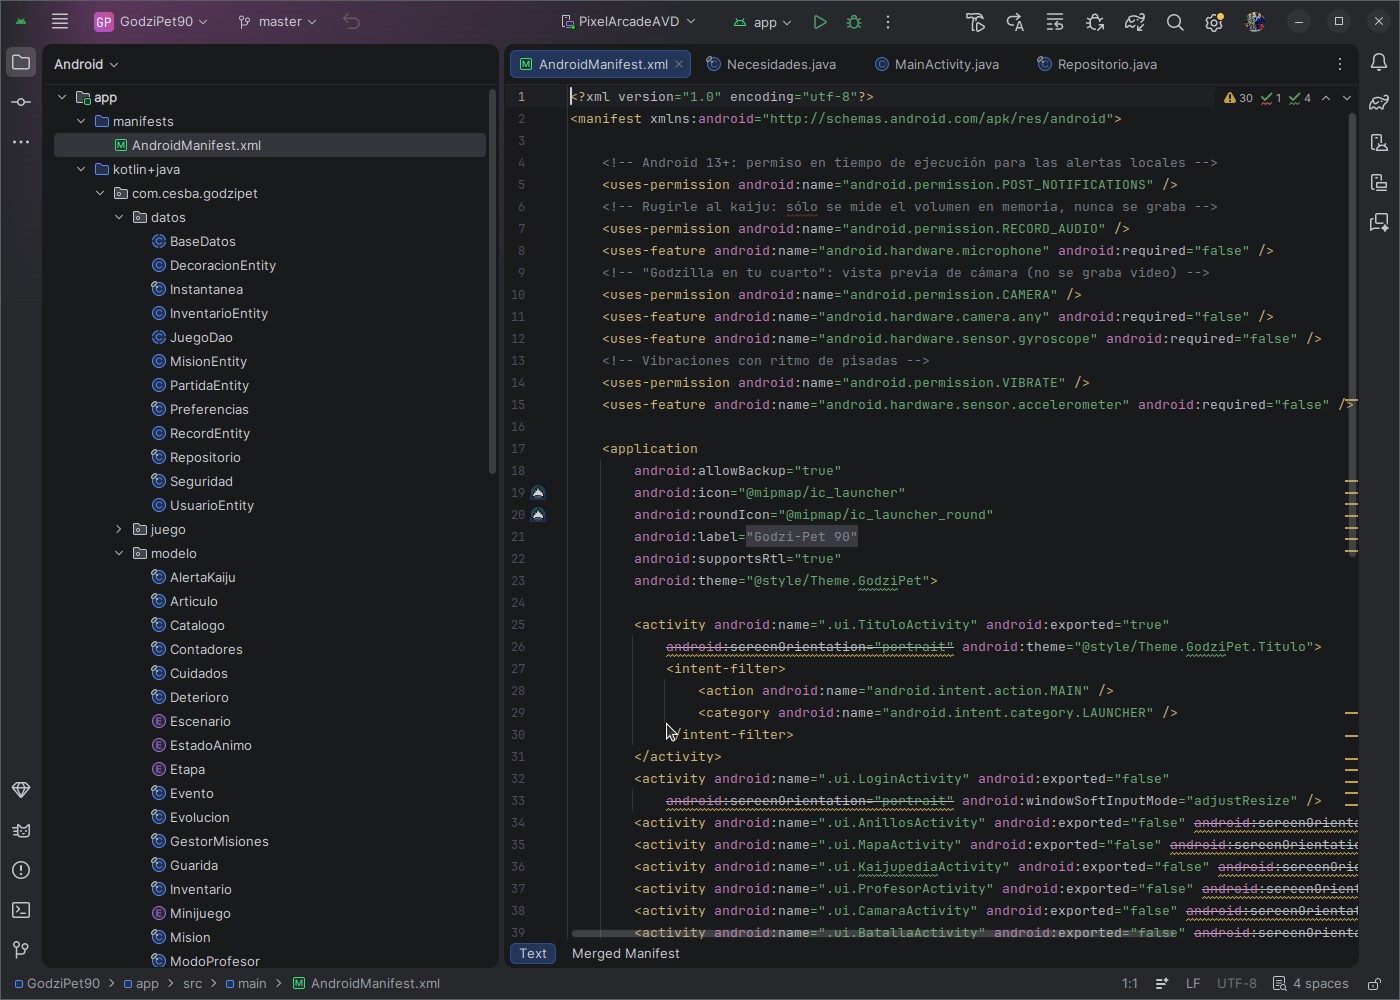 GP GodziPet90 master PixelArcadeAVD app
Android
app
manifests
AndroidManifest.xml
kotlin+java
com.cesba.godzipet
datos
BaseDatos
DecoracionEntity
Instantanea
InventarioEntity
JuegoDao
MisionEntity
PartidaEntity
Preferencias
RecordEntity
Repositorio
Seguridad
UsuarioEntity
juego
modelo
AlertaKaiju
Articulo
Catalogo
Contadores
Cuidados
Deterioro
Escenario
EstadoAnimo
Etapa
Evento
Evolucion
GestorMisiones
Guarida
Inventario
Minijuego
Mision
ModoProfesor
AndroidManifest.xml Necesidades.java MainActivity.java Repositorio.java
30 1 4
1 <?xml version="1.0" encoding="utf-8"?>
2 <manifest xmlns:android="http://schemas.android.com/apk/res/android">
3
4 <!-- Android 13+: permiso en tiempo de ejecución para las alertas locales -->
5 <uses-permission android:name="android.permission.POST_NOTIFICATIONS" />
6 <!-- Rugirle al kaiju: sólo se mide el volumen en memoria, nunca se graba -->
7 <uses-permission android:name="android.permission.RECORD_AUDIO" />
8 <uses-feature android:name="android.hardware.microphone" android:required="false" />
9 <!-- "Godzilla en tu cuarto": vista previa de cámara (no se graba video) -->
10 <uses-permission android:name="android.permission.CAMERA" />
11 <uses-feature android:name="android.hardware.camera.any" android:required="false" />
12 <uses-feature android:name="android.hardware.sensor.gyroscope" android:required="false" />
13 <!-- Vibraciones con ritmo de pisadas -->
14 <uses-permission android:name="android.permission.VIBRATE" />
15 <uses-feature android:name="android.hardware.sensor.accelerometer" android:required="false" />
16
17 <application
18 android:allowBackup="true"
19 android:icon="@mipmap/ic_launcher"
20 android:roundIcon="@mipmap/ic_launcher_round"
21 android:label="Godzi-Pet 90"
22 android:supportsRtl="true"
23 android:theme="@style/Theme.GodziPet">
24
25 <activity android:name=".ui.TituloActivity" android:exported="true"
26 android:screenOrientation="portrait" android:theme="@style/Theme.GodziPet.Titulo">
27 <intent-filter>
28 <action android:name="android.intent.action.MAIN" />
29 <category android:name="android.intent.category.LAUNCHER" />
30 intent-filter>
31 </activity>
32 <activity android:name=".ui.LoginActivity" android:exported="false"
33 android:screenOrientation="portrait" android:windowSoftInputMode="adjustResize" />
34 <activity android:name=".ui.AnillosActivity" android:exported="false" android:screenOrienta
35 <activity android:name=".ui.MapaActivity" android:exported="false" android:screenOrientatio
36 <activity android:name=".ui.KaijupediaActivity" android:exported="false" android:screenOrie
37 <activity android:name=".ui.ProfesorActivity" android:exported="false" android:screenOrient
38 <activity android:name=".ui.CamaraActivity" android:exported="false" android:screenOrientat
39 <activity android:name=".ui.BatallaActivity" android:exported="false" android:screenOrienta
Text Merged Manifest
GodziPet90 app src main AndroidManifest.xml 1:1 LF UTF-8 4 spaces